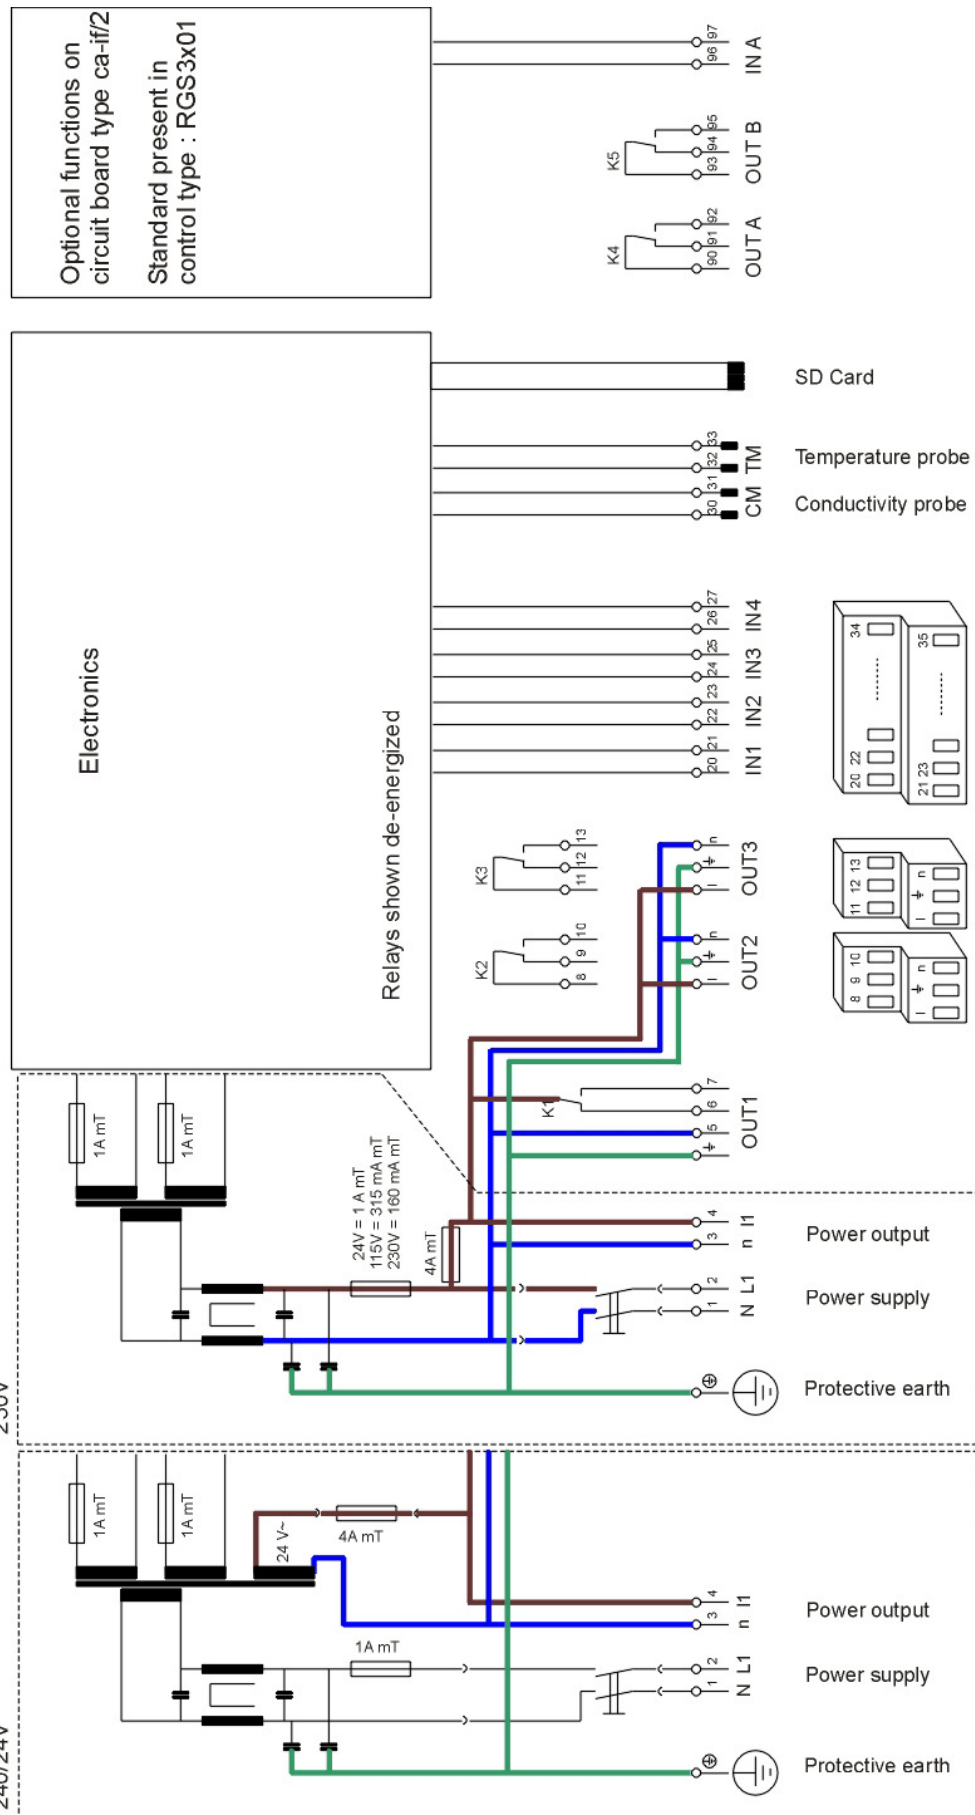 Optional functions on
circuit board type ca-if/2
Standard present in
control type : RGS3x01
96 97
IN A
K5
93 94 95
OUT B
K4
90 91 92
OUT A
Electronics
Relays shown de-energized
SD Card
30 31 32 33
CM TM
Temperature probe
Conductivity probe
20 21 22 23 24 25 26 27
IN1 IN2 IN3 IN4
20 22 34
21 23 35
K3
11 12 13
l n
OUT3
11 12 13
l n
K2
8 9 10
l n
OUT2
8 9 10
l n
K1
5 6 7
OUT1
1A mT
1A mT
24V = 1 A mT
115V = 315 mA mT
230V = 160 mA mT
4A mT
3 4
n l1
Power output
1 2
N L1
Power supply
Protective earth
230V
1A mT
1A mT
24 V~
4A mT
1A mT
3 4
n l1
Power output
1 2
N L1
Power supply
Protective earth
240/24V